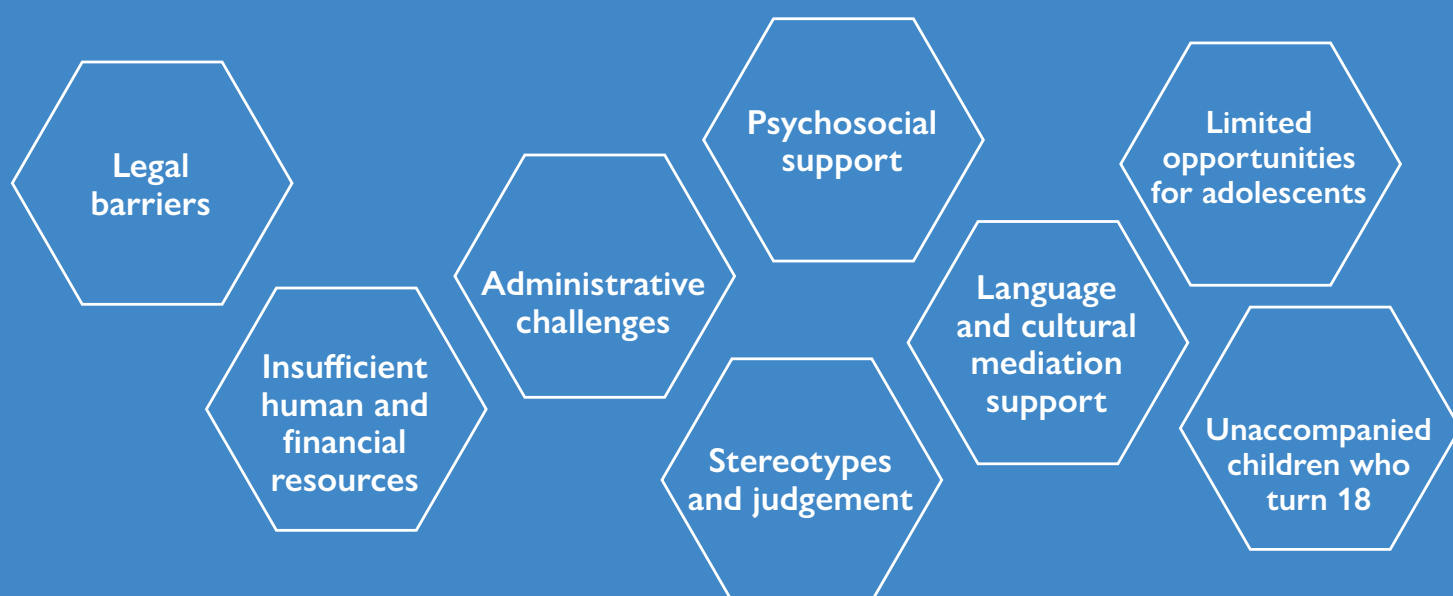 Legal
barriers
Insufficient
human and
financial
resources
Administrative
challenges
Psychosocial
support
Stereotypes
and judgement
Language
and cultural
mediation
support
Limited
opportunities
for adolescents
Unaccompanied
children who
turn 18